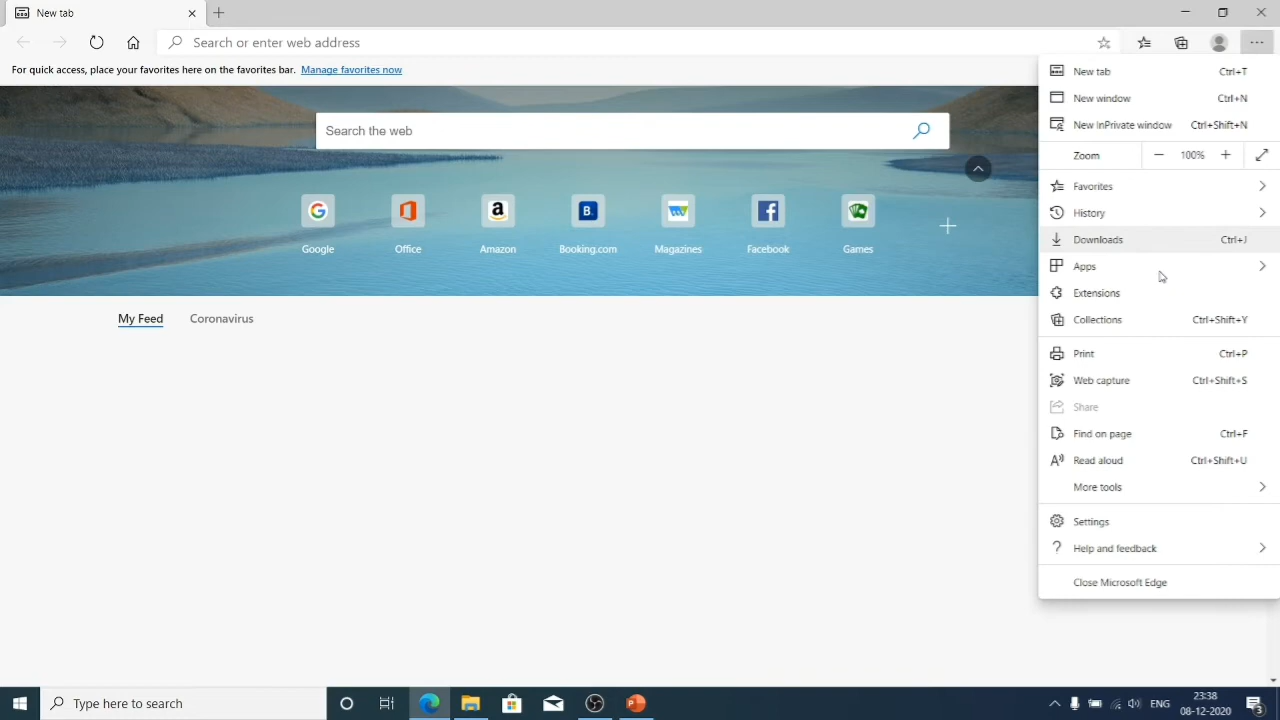 New tab
Search or enter web address
For quick access, place your favorites here on the favorites bar. Manage favorites now
Search the web
Google
Office
Amazon
Booking.com
Magazines
Facebook
Games
My Feed
Coronavirus
New tab Ctrl+T
New window Ctrl+N
New InPrivate window Ctrl+Shift+N
Zoom 100%
Favorites
History
Downloads Ctrl+J
Apps
Extensions
Collections Ctrl+Shift+Y
Print Ctrl+P
Web capture Ctrl+Shift+S
Share
Find on page Ctrl+F
Read aloud Ctrl+Shift+U
More tools
Settings
Help and feedback
Close Microsoft Edge
Type here to search
ENG
23:38
08-12-2020
3